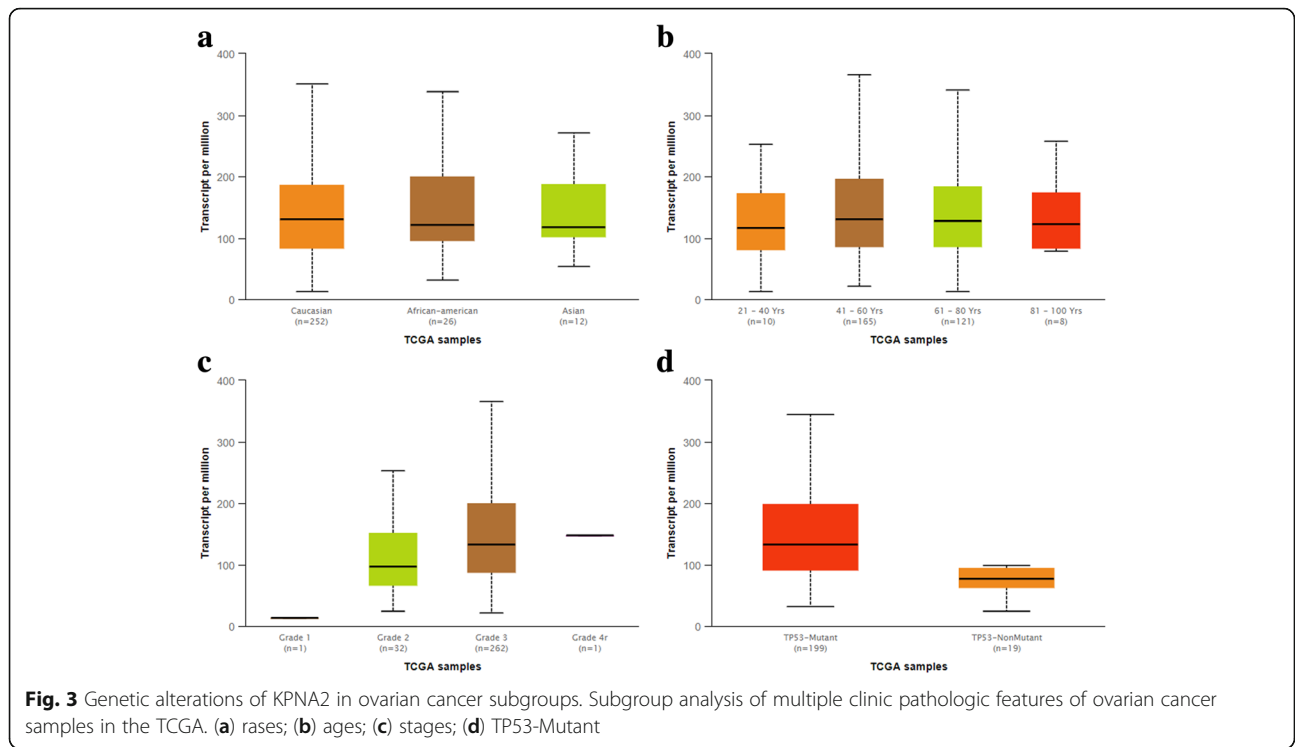 a
400
300
200
100
0
Transcript per million
Caucasian
(n=252)
African-american
(n=26)
Asian
(n=12)
TCGA samples
b
400
300
200
100
0
Transcript per million
21 - 40 Yrs
(n=10)
41 - 60 Yrs
(n=165)
61 - 80 Yrs
(n=121)
81 - 100 Yrs
(n=8)
TCGA samples
c
400
300
200
100
0
Transcript per million
Grade 1
(n=1)
Grade 2
(n=32)
Grade 3
(n=262)
Grade 4r
(n=1)
TCGA samples
d
400
300
200
100
0
Transcript per million
TP53-Mutant
(n=199)
TP53-NonMutant
(n=19)
TCGA samples
Fig. 3 Genetic alterations of KPNA2 in ovarian cancer subgroups. Subgroup analysis of multiple clinic pathologic features of ovarian cancer
samples in the TCGA. (a) rases; (b) ages; (c) stages; (d) TP53-Mutant